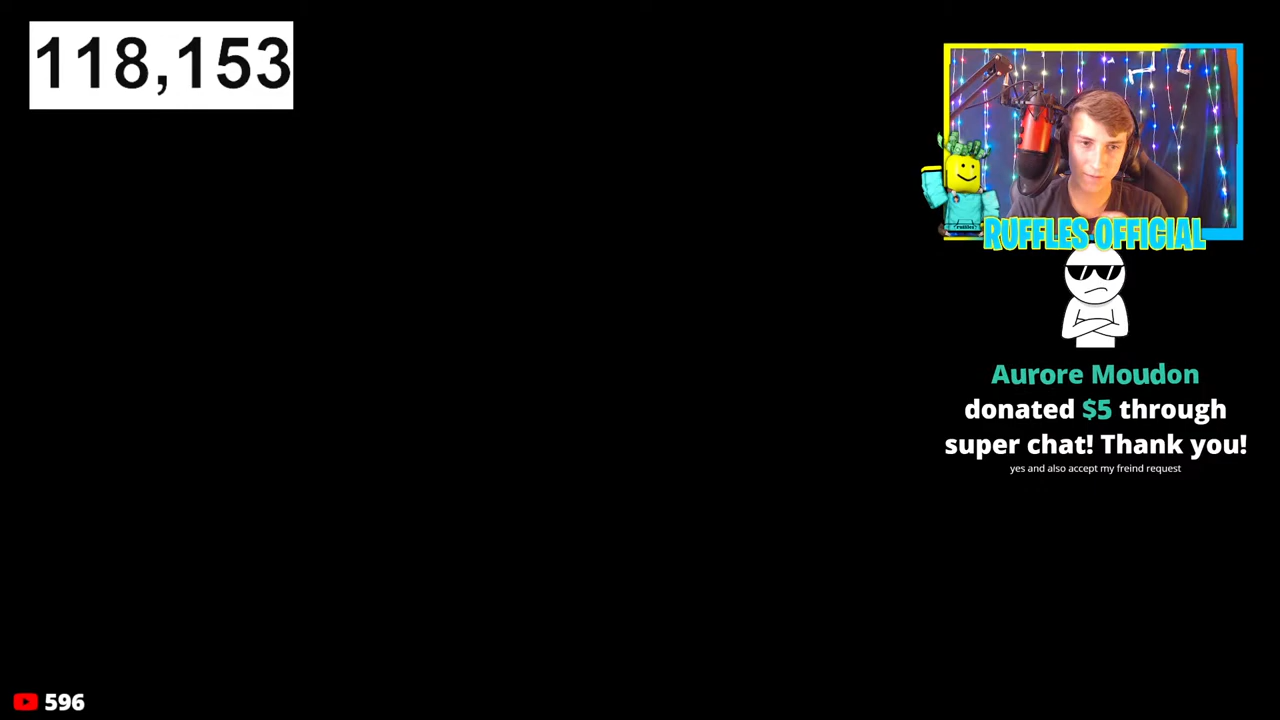 118,153
RUFFLES OFFICIAL
Aurore Moudon
donated $5 through
super chat! Thank you!
yes and also accept my freind request
596